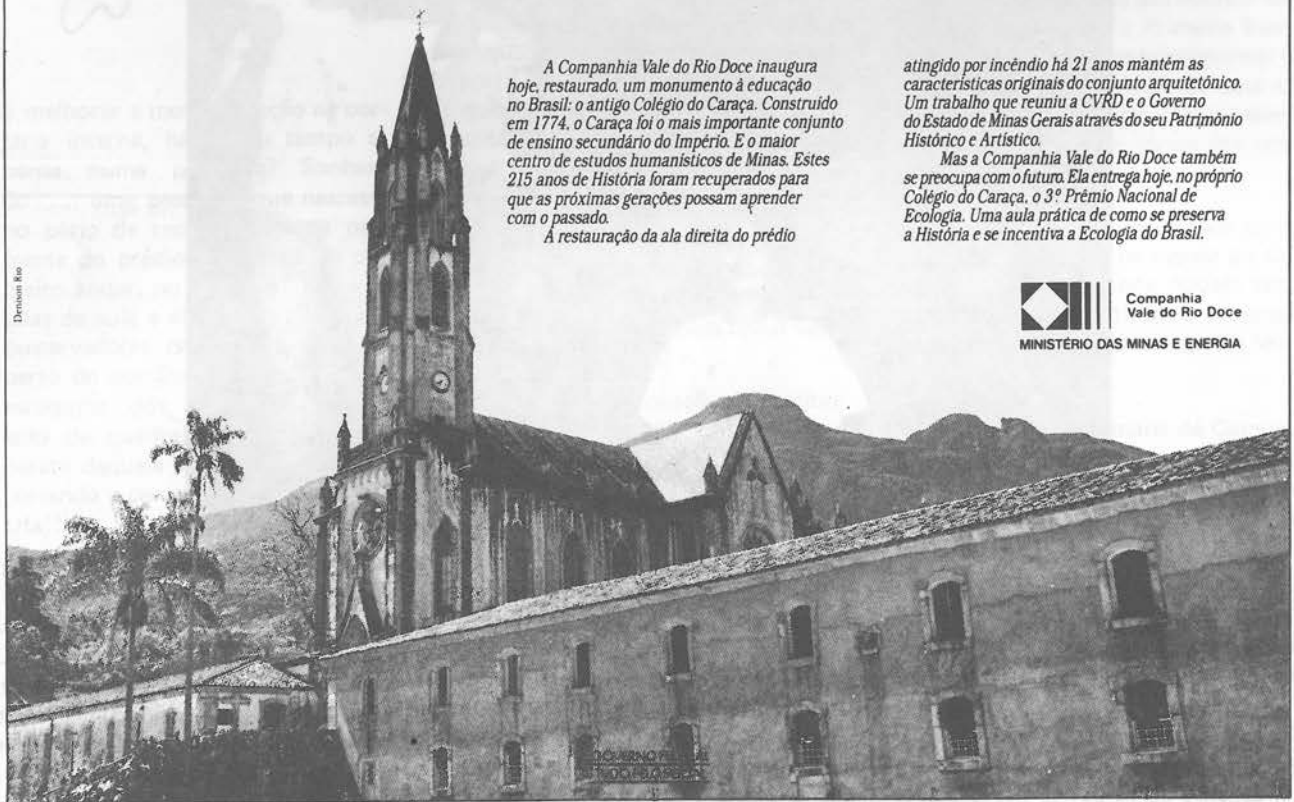 A Companhia Vale do Rio Doce inaugura
hoje, restaurado, um monumento à educação
no Brasil: o antigo Colégio do Caraça. Construído
em 1774, o Caraça foi o mais importante conjunto
de ensino secundário do Império. E o maior
centro de estudos humanísticos de Minas. Estes
215 anos de História foram recuperados para
que as próximas gerações possam aprender
com o passado.
A restauração da ala direita do prédio
atingido por incêndio há 21 anos mantém as
características originais do conjunto arquitetônico.
Um trabalho que reuniu a CVRD e o Governo
do Estado de Minas Gerais através do seu Patrimônio
Histórico e Artístico.
Mas a Companhia Vale do Rio Doce também
se preocupa com o futuro. Ela entrega hoje, no próprio
Colégio do Caraça, o 3º Prêmio Nacional de
Ecologia. Uma aula prática de como se preserva
a História e se incentiva a Ecologia do Brasil.
Companhia
Vale do Rio Doce
MINISTÉRIO DAS MINAS E ENERGIA
Denison Rio
TUDO PELO SOCIAL